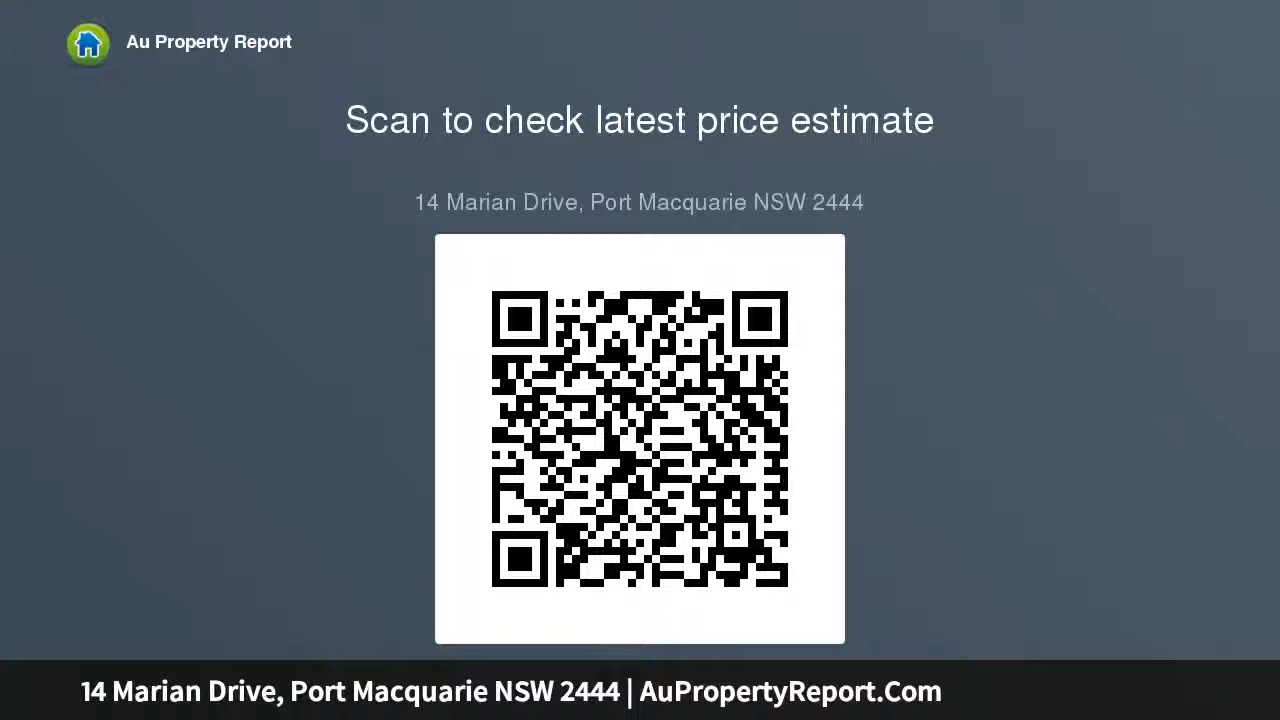 Au Property Report
Scan to check latest price estimate
14 Marian Drive, Port Macquarie NSW 2444
14 Marian Drive, Port Macquarie NSW 2444 | AuPropertyReport.Com